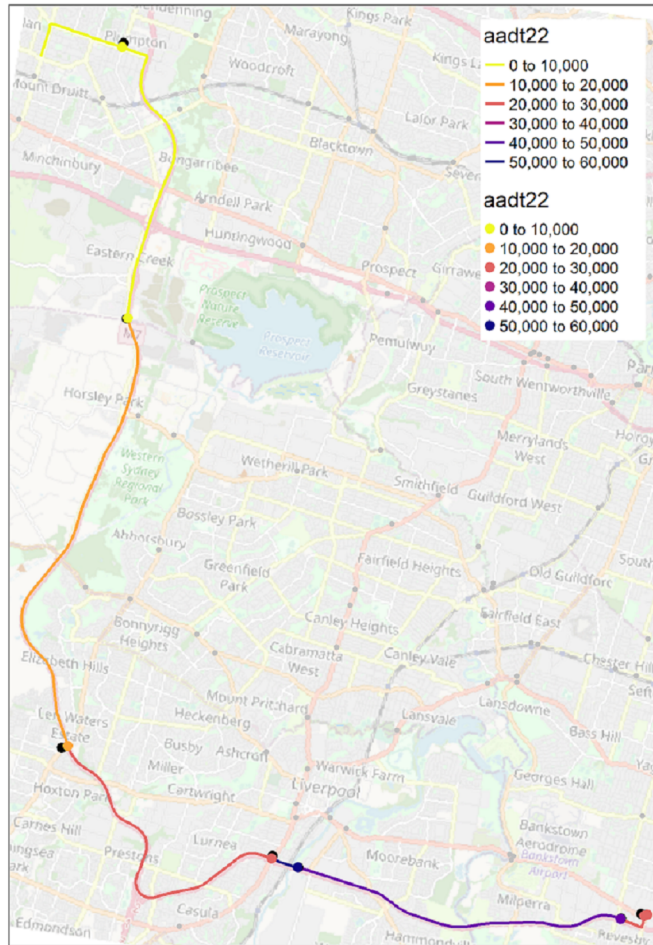 aadt22
0 to 10,000
10,000 to 20,000
20,000 to 30,000
30,000 to 40,000
40,000 to 50,000
50,000 to 60,000
aadt22
0 to 10,000
10,000 to 20,000
20,000 to 30,000
30,000 to 40,000
40,000 to 50,000
50,000 to 60,000
Kings Park
Marayong
Woodcroft
Mount Druitt
Lalor Park
Blacktown
Minchinbury
Bungarribee
Arndell Park
Huntingwood
Eastern Creek
Prospect
Girrawe
Prospect
Nature
Reserve
Prospect
Reservoir
M7
Pemulwuy
South Wentworthville
Greystanes
Horsley Park
Merrylands
West
Holroy
Western
Sydney
Regional
Park
Wetherill Park
Smithfield
Guildford West
Bossley Park
Abbotsbury
Greenfield
Park
Fairfield Heights
Old Guildford
Bonnyrigg
Heights
Canley Heights
Fairfield East
Elizabeth Hills
Cabramatta
West
Canley Vale
Chester Hill
Mount Pritchard
Lansdowne
Len Waters
Estate
Heckenberg
Lansvale
Bass Hill
Busby
Ashcroft
Miller
Warwick Farm
Georges Hall
Hoxton Park
Cartwright
Liverpool
Carnes Hill
Lurnea
Bankstown
Aerodrome
Prestons
Moorebank
Bankstown
Airport
Milperra
Casula
Edmondson
Hammondvill
Revesby